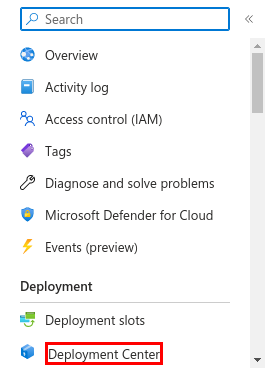 Search
Overview
Activity log
Access control (IAM)
Tags
Diagnose and solve problems
Microsoft Defender for Cloud
Events (preview)
Deployment
Deployment slots
Deployment Center